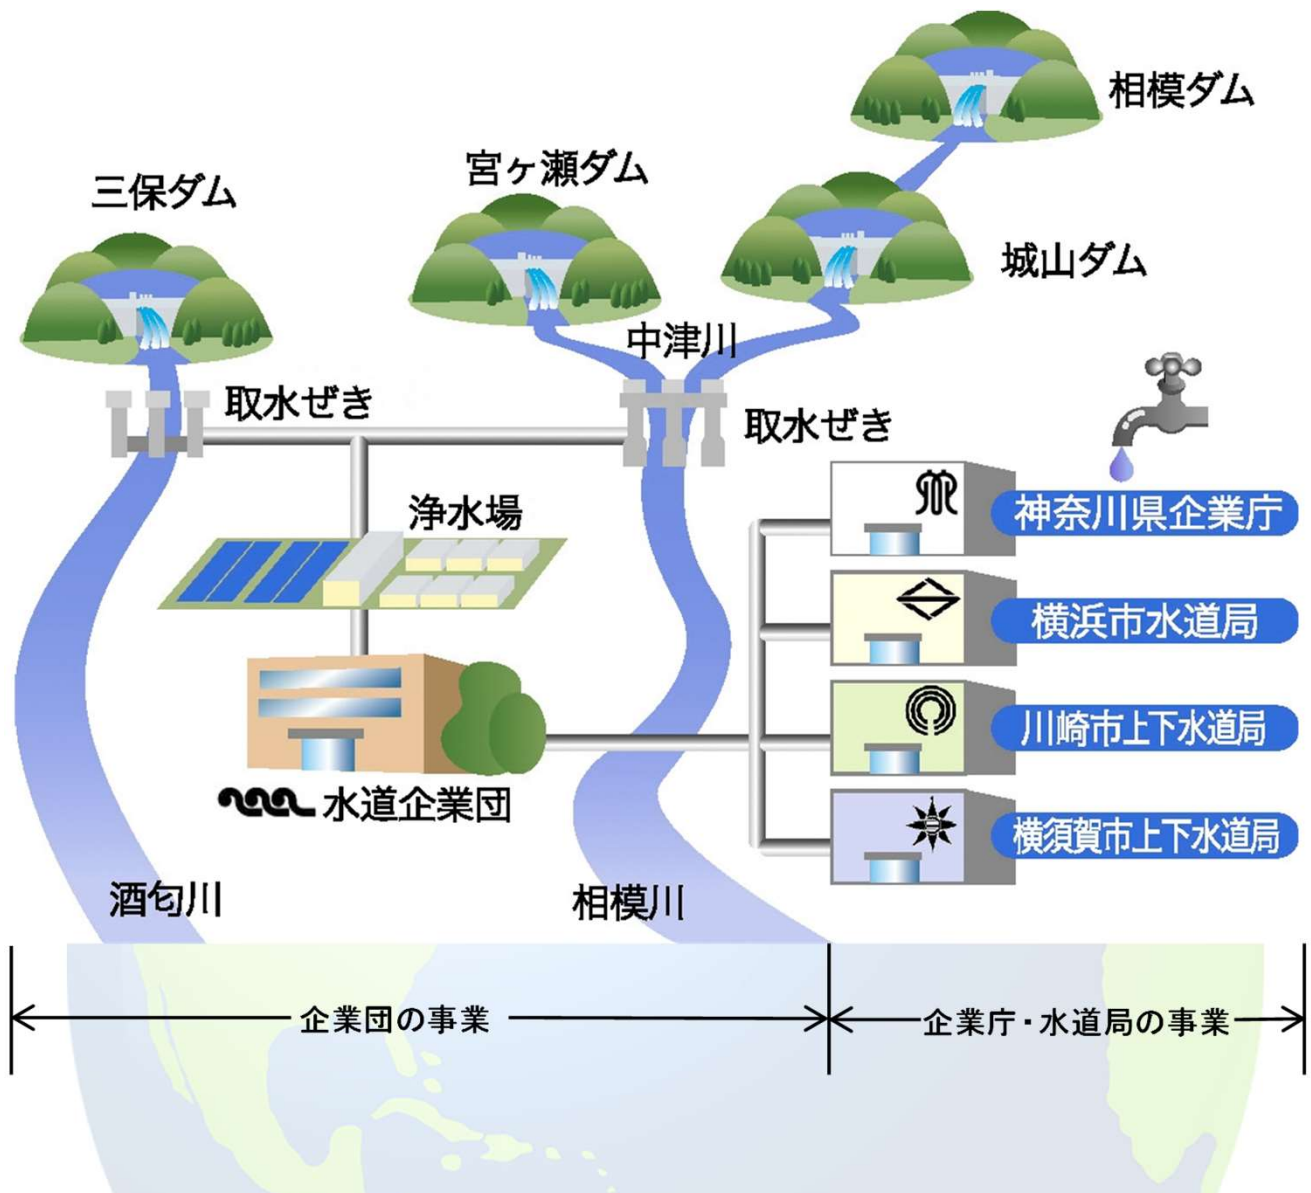 相模ダム
宮ヶ瀬ダム
三保ダム
城山ダム
中津川
取水ぜき
取水ぜき
浄水場
神奈川県企業庁
横浜市水道局
川崎市上下水道局
水道企業団
横須賀市上下水道局
酒匂川
相模川
企業団の事業
企業庁・水道局の事業